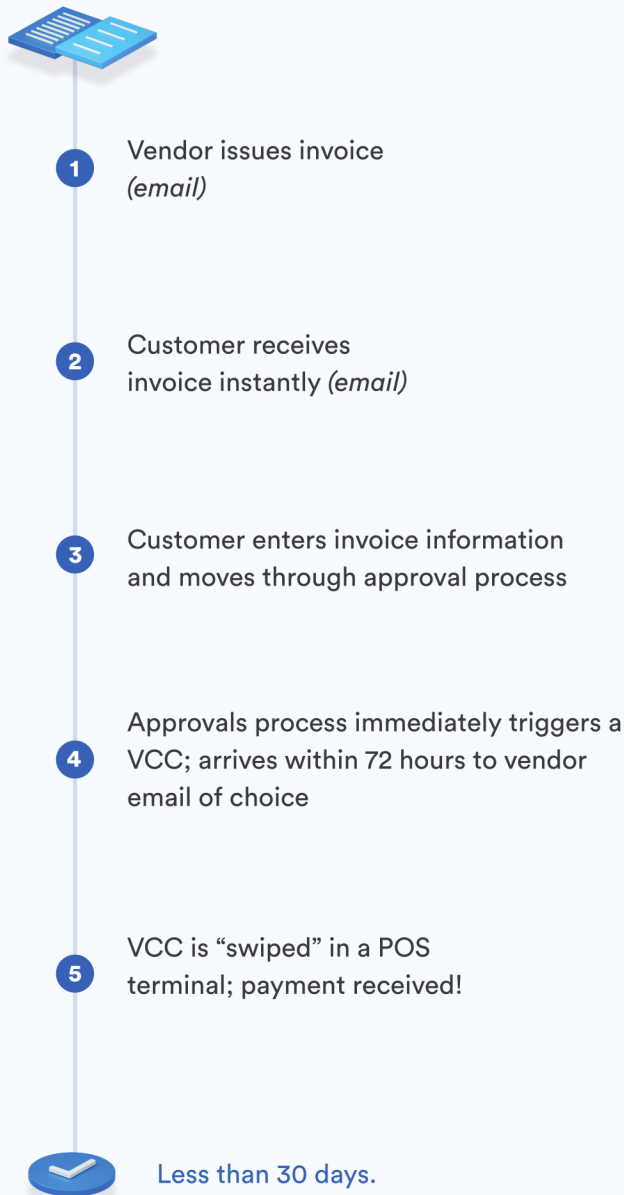 1
Vendor issues invoice
(email)
2
Customer receives
invoice instantly (email)
3
Customer enters invoice information
and moves through approval process
4
Approvals process immediately triggers a
VCC; arrives within 72 hours to vendor
email of choice
5
VCC is “swiped” in a POS
terminal; payment received!
Less than 30 days.